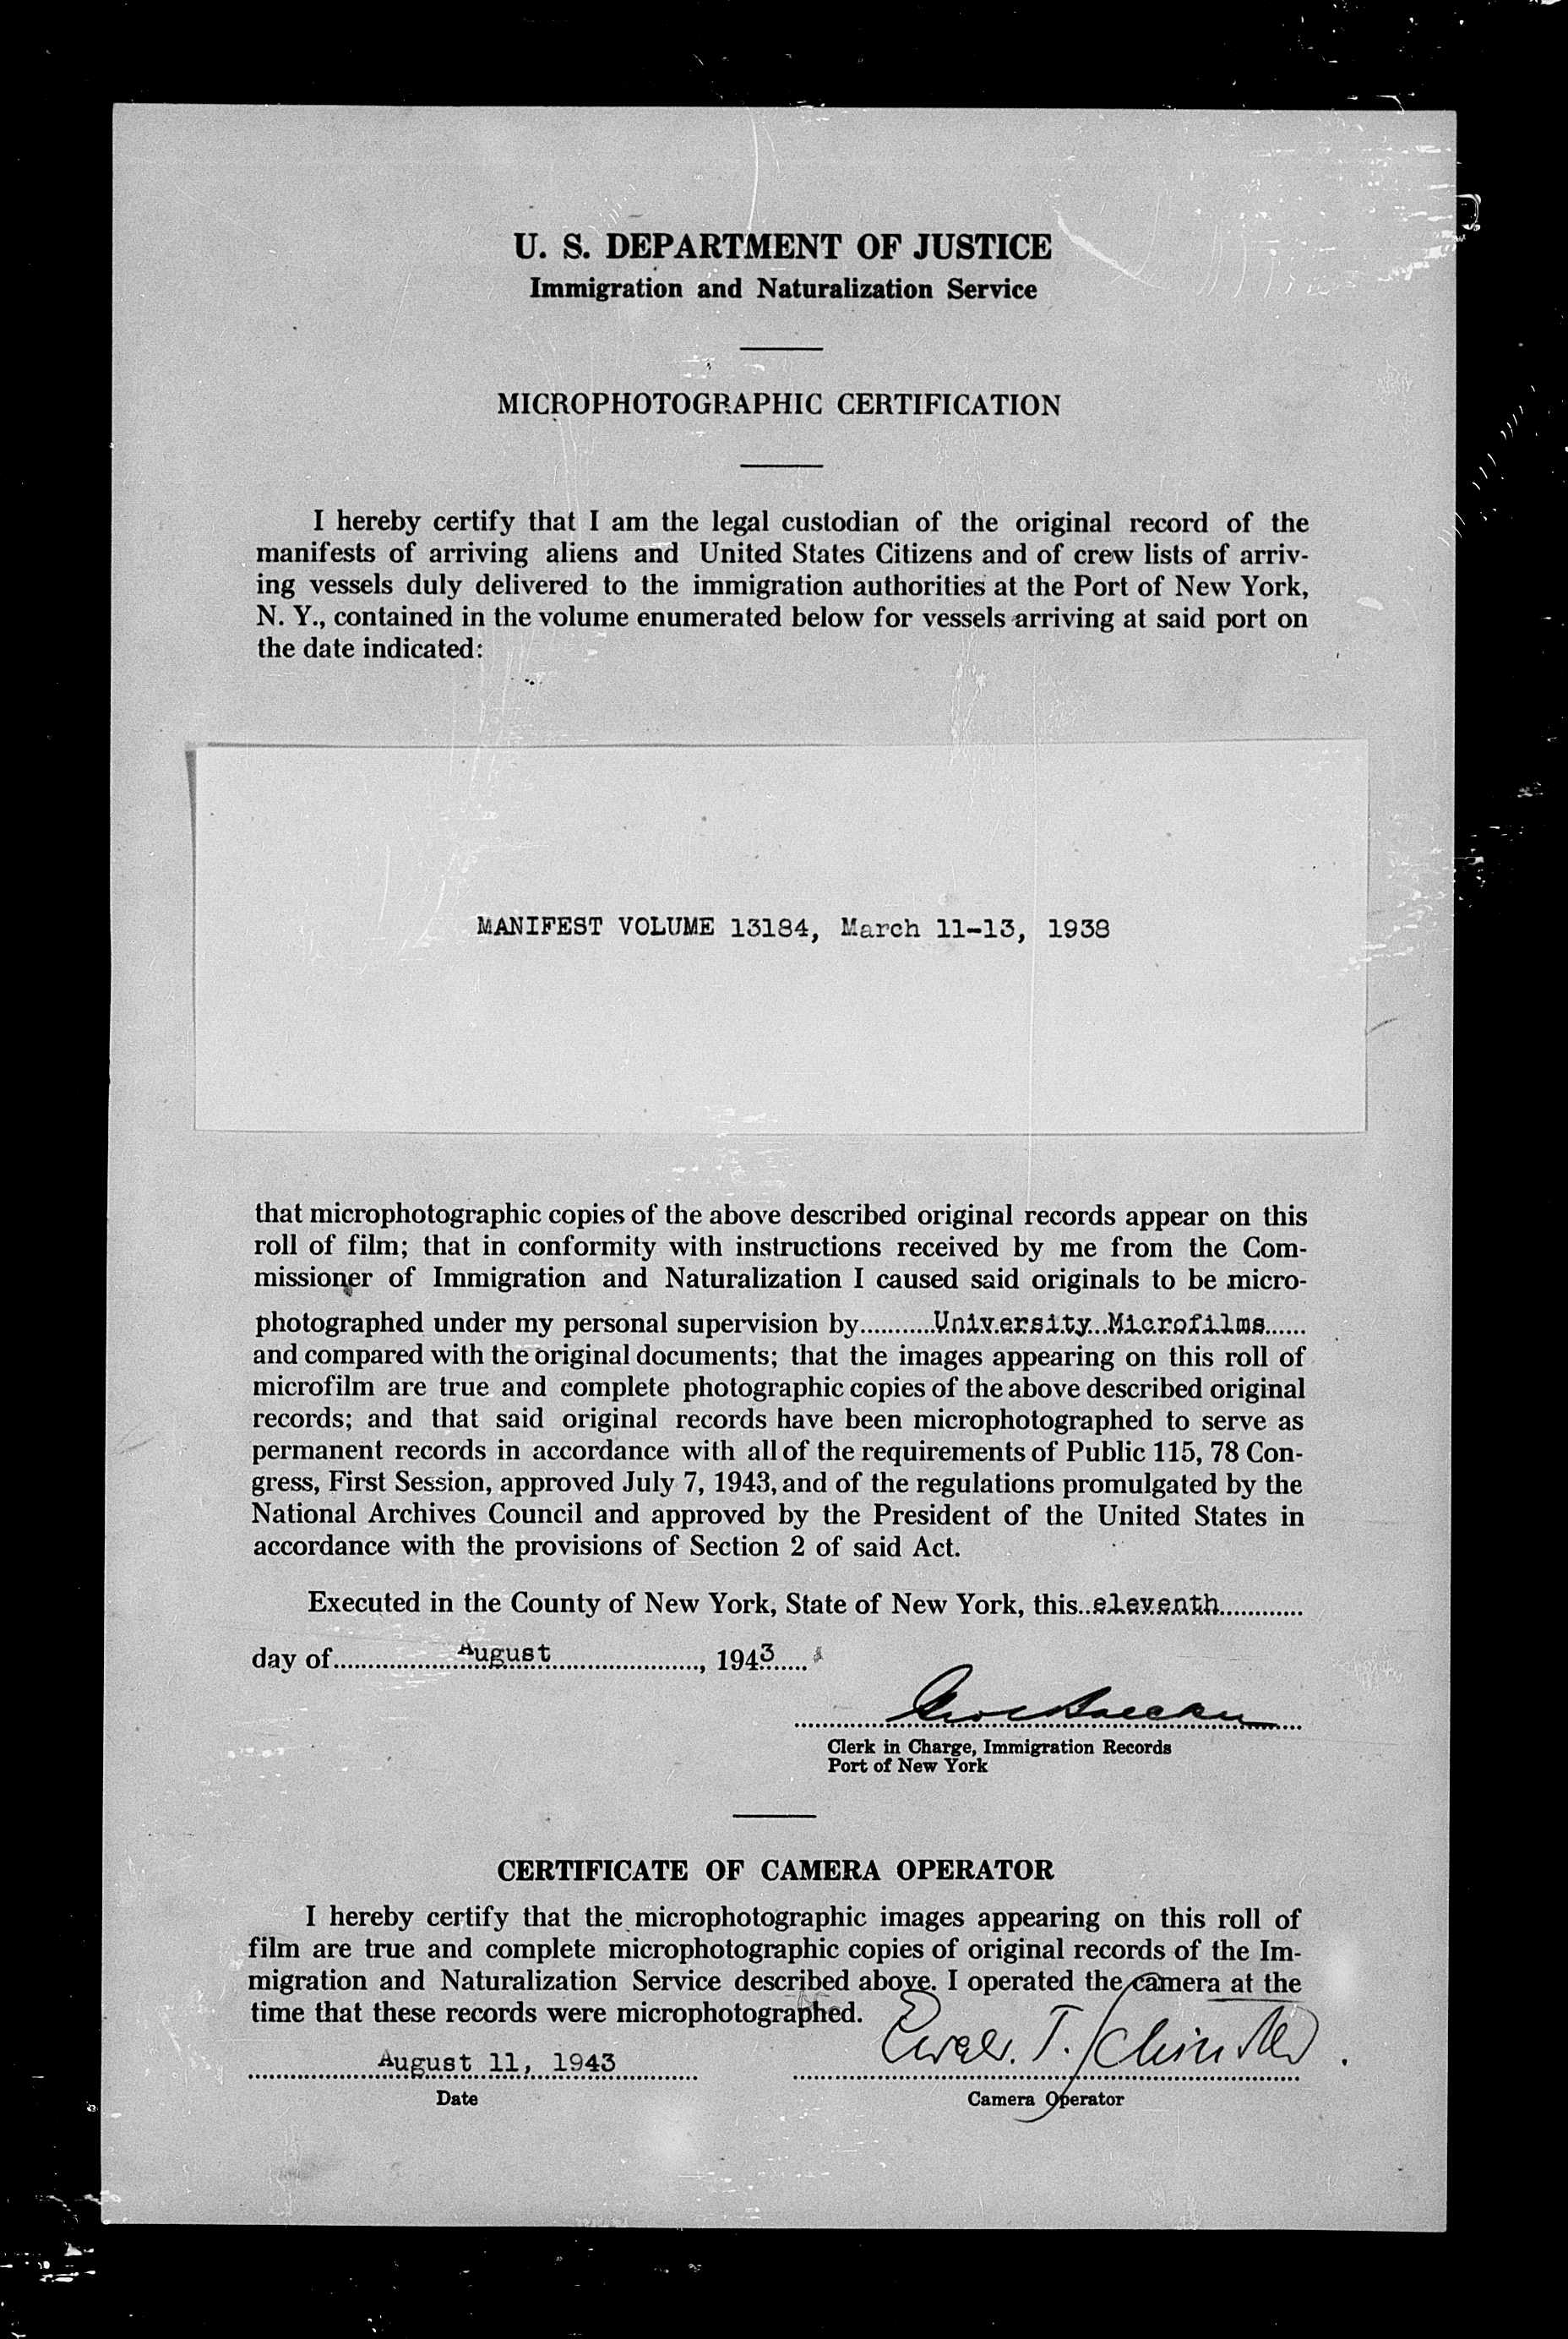 U. S. DEPARTMENT OF JUSTICE
Immigration and Naturalization Service
MICROPHOTOGRAPHIC CERTIFICATION
I hereby certify that I am the legal custodian of the original record of the
manifests of arriving aliens and United States Citizens and of crew lists of arriv-
ing vessels duly delivered to the immigration authorities at the Port of New York,
N. Y., contained in the volume enumerated below for vessels arriving at said port on
the date indicated:
MANIFEST VOLUME 13184, March 11-13, 1938
that microphotographic copies of the above described original records appear on this
roll of film; that in conformity with instructions received by me from the Com-
missioner of Immigration and Naturalization I caused said originals to be micro-
photographed under my personal supervision by...........University Microfilms......
and compared with the original documents; that the images appearing on this roll of
microfilm are true and complete photographic copies of the above described original
records; and that said original records have been microphotographed to serve as
permanent records in accordance with all of the requirements of Public 115, 78 Con-
gress, First Session, approved July 7, 1943, and of the regulations promulgated by the
National Archives Council and approved by the President of the United States in
accordance with the provisions of Section 2 of said Act.
Executed in the County of New York, State of New York, this..eleventh............
day of..................August........................, 1943......
Clerk in Charge, Immigration Records
Port of New York
CERTIFICATE OF CAMERA OPERATOR
I hereby certify that the microphotographic images appearing on this roll of
film are true and complete microphotographic copies of original records of the Im-
migration and Naturalization Service described above. I operated the camera at the
time that these records were microphotographed.
August 11, 1943
Date
Camera Operator